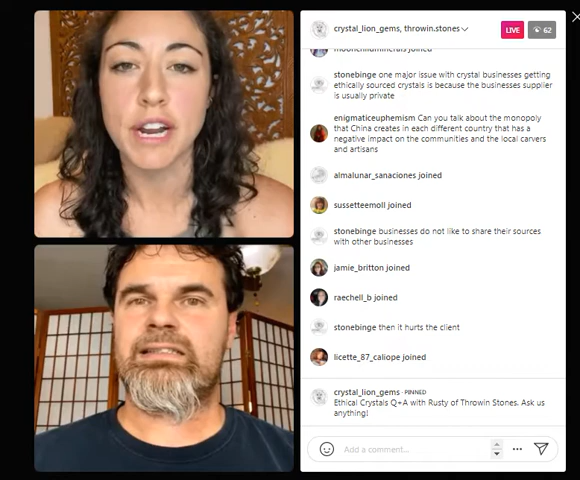 crystal_lion_gems, throwin.stones
LIVE
62
moonchildminerals joined
stonebinge one major issue with crystal businesses getting
ethically sourced crystals is because the businesses supplier
is usually private
enigmaticeuphemism Can you talk about the monopoly
that China creates in each different country that has a
negative impact on the communities and the local carvers
and artisans
almalunar_sanaciones joined
sussetteemoll joined
stonebinge businesses do not like to share their sources
with other businesses
jamie_britton joined
raechell_b joined
stonebinge then it hurts the client
licette_87_caliope joined
crystal_lion_gems · PINNED
Ethical Crystals Q+A with Rusty of Throwin Stones. Ask us
anything!
Add a comment...